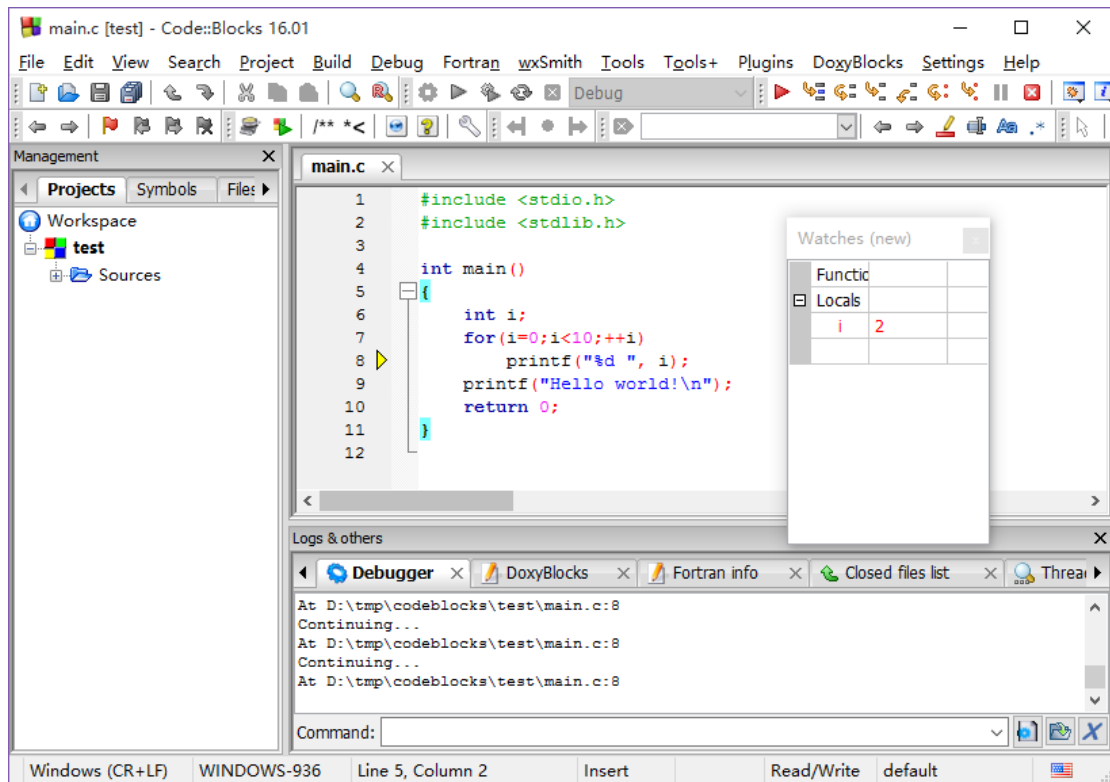 main.c [test] - Code::Blocks 16.01
File Edit View Search Project Build Debug Fortran wxSmith Tools Tools+ Plugins DoxyBlocks Settings Help
Debug
/** *<
Management
Projects Symbols Files
Workspace
test
Sources
main.c
1 #include <stdio.h>
2 #include <stdlib.h>
3
4 int main()
5 {
6 int i;
7 for(i=0;i<10;++i)
8 printf("%d ", i);
9 printf("Hello world!\n");
10 return 0;
11 }
12
Watches (new)
Functio
Locals
i 2
Logs & others
Debugger DoxyBlocks Fortran info Closed files list Threa
At D:\tmp\codeblocks\test\main.c:8
Continuing...
At D:\tmp\codeblocks\test\main.c:8
Continuing...
At D:\tmp\codeblocks\test\main.c:8
Command:
Windows (CR+LF) WINDOWS-936 Line 5, Column 2 Insert Read/Write default